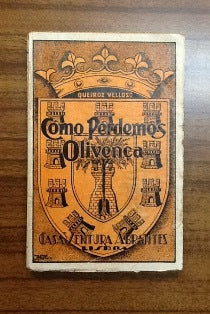 QUEIROZ VELLOSO
Como Perdemos
Olivença
CASA VENTURA ABRANTES
LISBOA